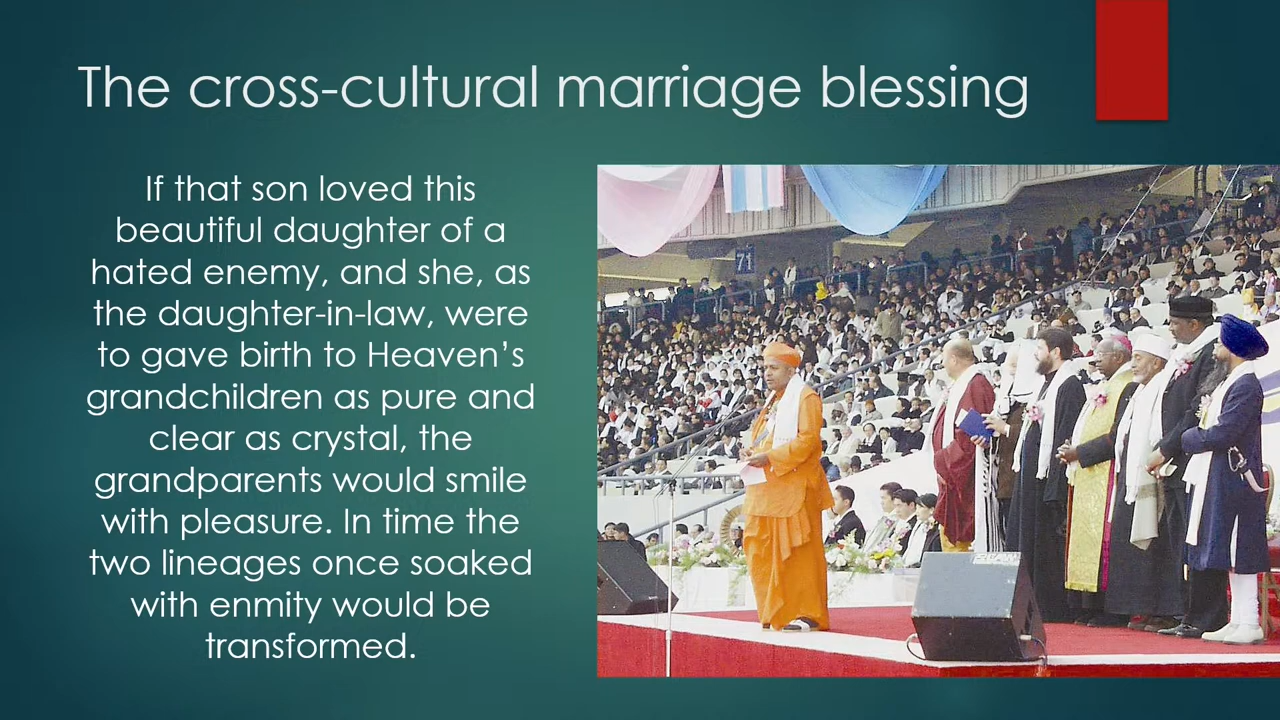 The cross-cultural marriage blessing
If that son loved this
beautiful daughter of a
hated enemy, and she, as
the daughter-in-law, were
to gave birth to Heaven’s
grandchildren as pure and
clear as crystal, the
grandparents would smile
with pleasure. In time the
two lineages once soaked
with enmity would be
transformed.
71